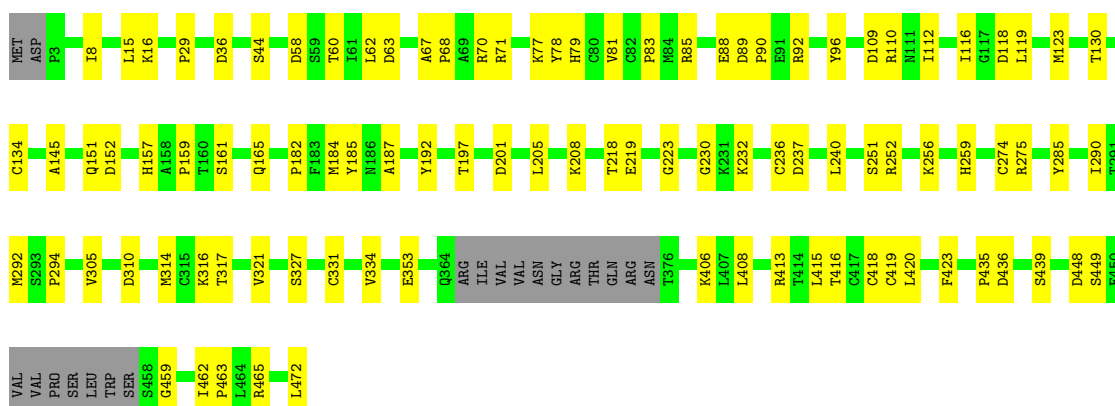 MET ASP P3 I8 L15 K16 P29 D36 S44 D58 S59 T60 I61 L62 D63 A67 P68 A69 R70 R71 K77 Y78 H79 C80 V81 C82 P83 M84 R85 E88 D89 P90 E91 R92 Y96 D109 R110 N111 I112 I116 G117 D118 L119 M123 T130
C134 A145 Q151 D152 H157 A158 P159 T160 S161 Q165 P182 F183 M184 Y185 N186 A187 Y192 T197 D201 L205 K208 T218 E219 G223 G230 K231 K232 C236 D237 L240 S251 R252 K256 H259 C274 R275 Y285 I290 T291
M292 S293 P294 V305 D310 M314 C315 K316 T317 V321 S327 C331 V334 E353 Q364 ARG ILE VAL VAL ASN GLY ARG THR GLN ARG ASN T376 K406 L407 L408 R413 T414 L415 T416 C417 C418 C419 L420 F423 P435 D436 S439 D448 S449 E450
VAL VAL PRO SER LEU TRP SER S458 G459 I462 P463 L464 R465 L472